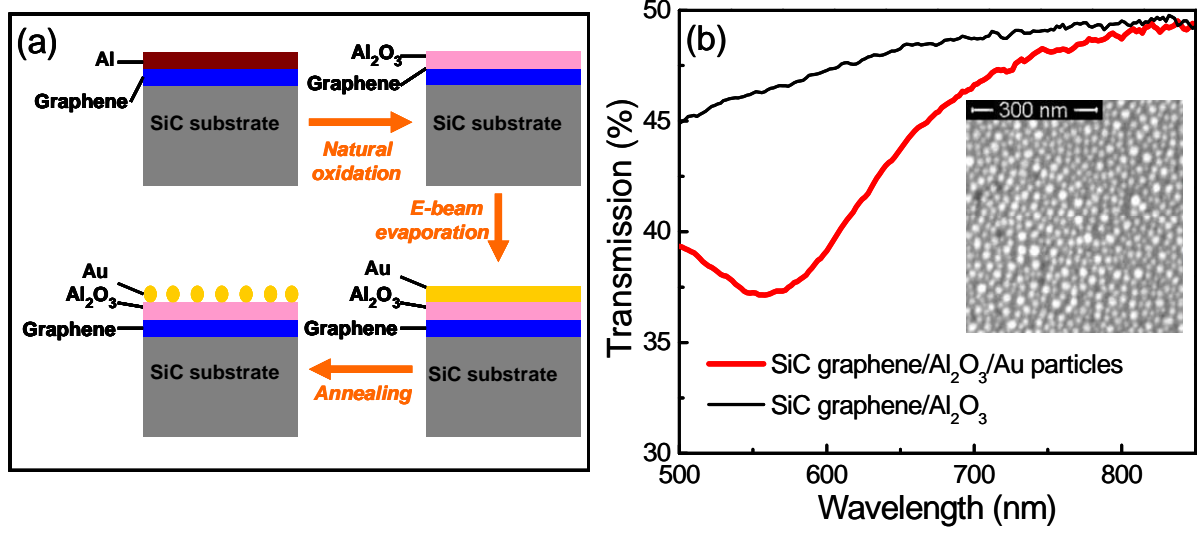 (a)
Al
Graphene
SiC substrate
Natural
oxidation
Al₂O₃
Graphene
SiC substrate
E-beam
evaporation
Au
Al₂O₃
Graphene
SiC substrate
Annealing
Au
Al₂O₃
Graphene
SiC substrate
(b)
Transmission (%)
50
45
40
35
30
300 nm
SiC graphene/Al₂O₃/Au particles
SiC graphene/Al₂O₃
500 600 700 800
Wavelength (nm)